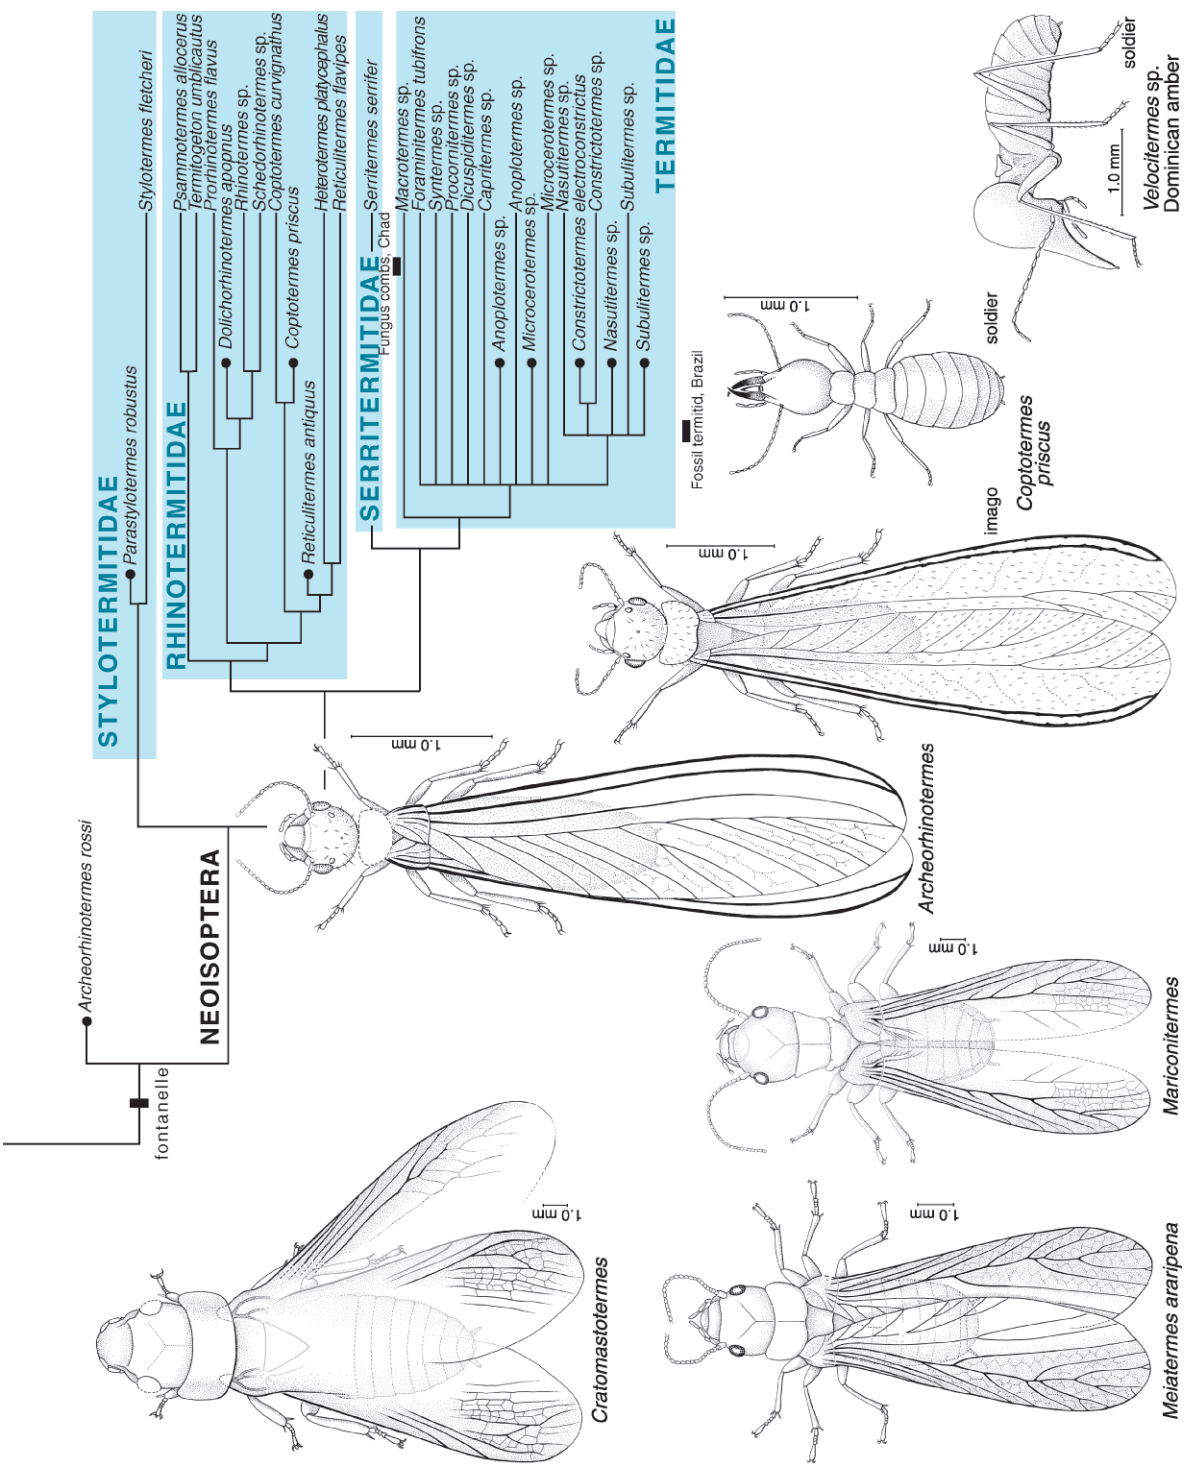 STYLOTERMITIDAE
Parastylotermes robustus
Stylotermes fletcheri
RHINOTERMITIDAE
Psammotermes allocerus
Termitogeton umblicautus
Prorhinotermes flavus
Dolichorhinotermes apopnus
Rhinotermes sp.
Schedorhinotermes sp.
Coptotermes curvignathus
Coptotermes priscus
Reticulitermes antiquus
Heterotermes platycephalus
Reticulitermes flavipes
SERRITERMITIDAE
Serritermes serrifer
Fungus combs, Chad
Macrotermes sp.
Foraminitermes tubifrons
Syntermes sp.
Procornitermes sp.
Dicuspiditermes sp.
Capritermes sp.
Anoplotermes sp.
Anoplotermes sp.
Microcerotermes sp.
Microcerotermes sp.
Nasutitermes sp.
Constrictotermes electroconstrictus
Constrictotermes sp.
Nasutitermes sp.
Subulitermes sp.
Subulitermes sp.
TERMITIDAE
Fossil termitid, Brazil
Archeorhinotermes rossi
NEOISOPTERA
fontanelle
1.0 mm
Cratomastotermes
1.0 mm
Meiatermes araripena
1.0 mm
Mariconitermes
1.0 mm
Archeorhinotermes
1.0 mm
imago
1.0 mm
soldier
Coptotermes
priscus
1.0 mm
soldier
Velocitermes sp.
Dominican amber